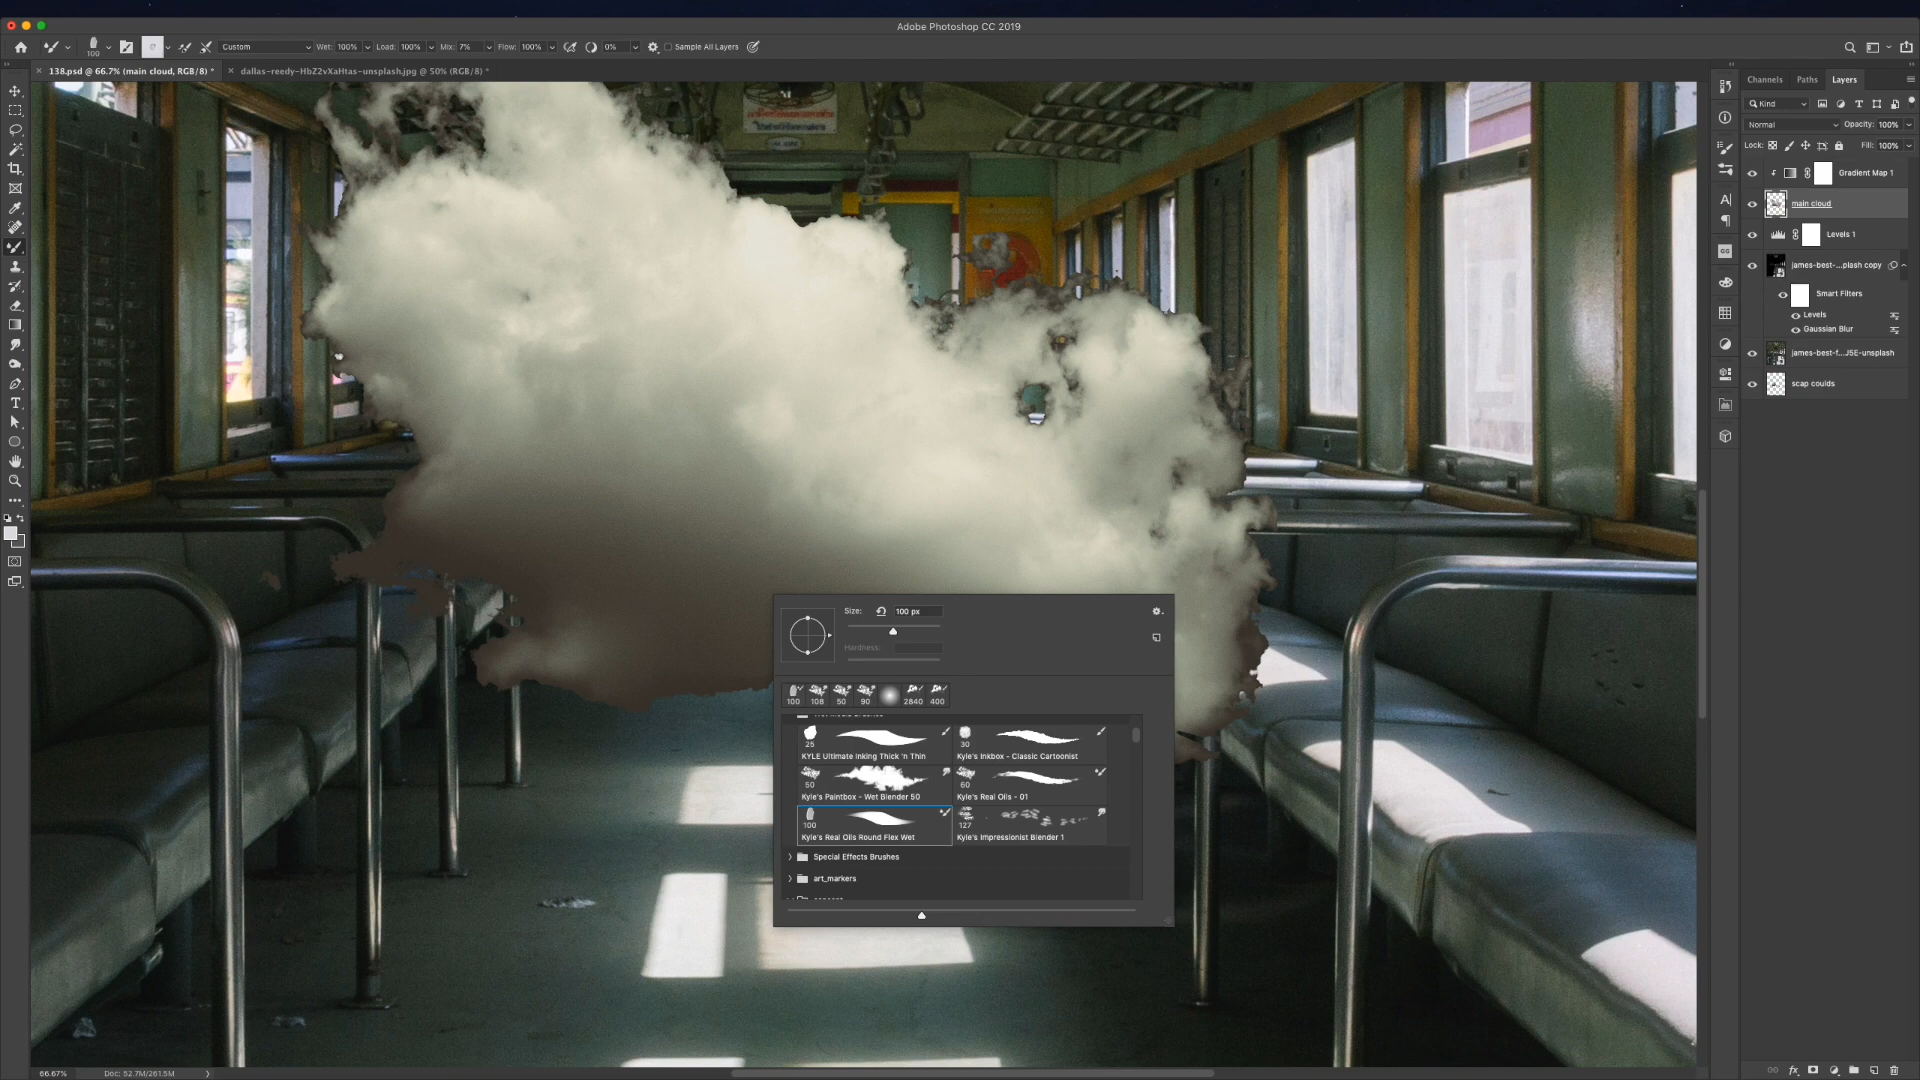 Adobe Photoshop CC 2019
100
Custom
Wet: 100%
Load: 100%
Mix: 7%
Flow: 100%
0%
Sample All Layers
138.psd @ 66.7% (main cloud, RGB/8) *
dallas-reedy-HbZ2vXaHtas-unsplash.jpg @ 50% (RGB/8) *
Channels
Paths
Layers
Kind
Normal
Opacity: 100%
Lock:
Fill: 100%
Gradient Map 1
main cloud
Levels 1
james-best-...plash copy
Smart Filters
Levels
Gaussian Blur
james-best-f...J5E-unsplash
scap coulds
Size:
100 px
Hardness:
100
108
50
90
2840
400
Wet Media Brushes
25
KYLE Ultimate Inking Thick 'n Thin
30
Kyle's Inkbox - Classic Cartoonist
50
Kyle's Paintbox - Wet Blender 50
60
Kyle's Real Oils - 01
100
Kyle's Real Oils Round Flex Wet
127
Kyle's Impressionist Blender 1
Special Effects Brushes
art_markers
66.67%
Doc: 52.7M/261.5M